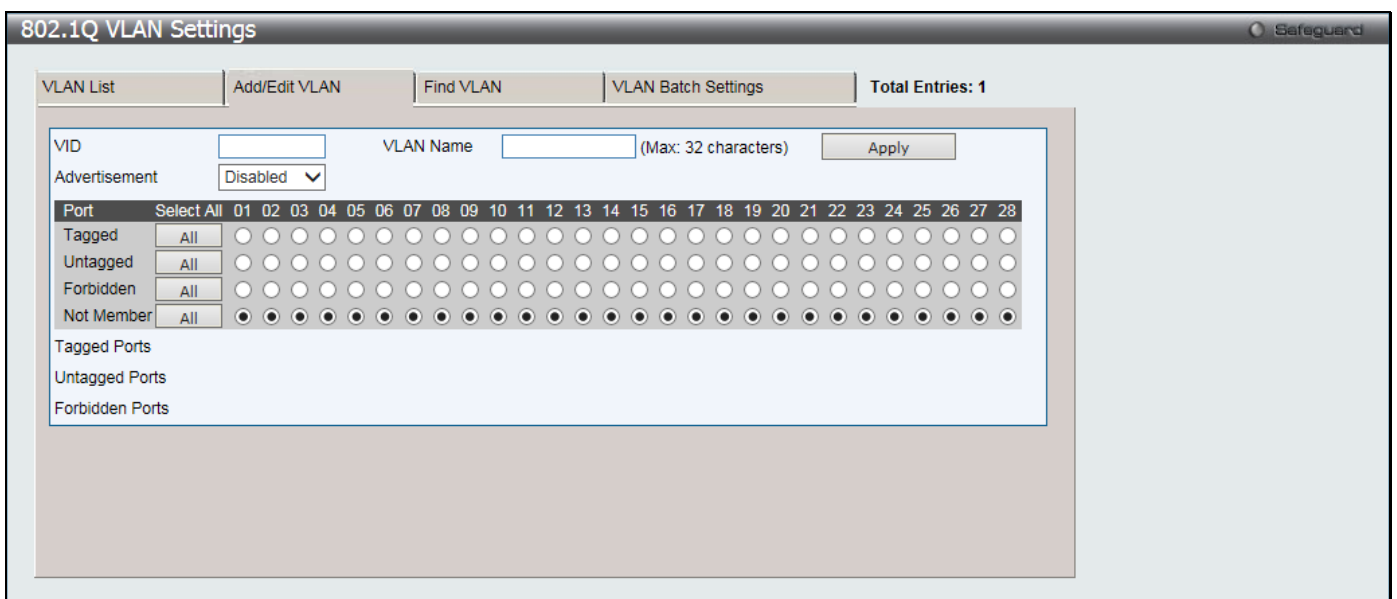 802.1Q VLAN Settings Safeguard
VLAN List Add/Edit VLAN Find VLAN VLAN Batch Settings Total Entries: 1
VID VLAN Name (Max: 32 characters) Apply
Advertisement Disabled
Port Select All 01 02 03 04 05 06 07 08 09 10 11 12 13 14 15 16 17 18 19 20 21 22 23 24 25 26 27 28
Tagged All
Untagged All
Forbidden All
Not Member All
Tagged Ports
Untagged Ports
Forbidden Ports